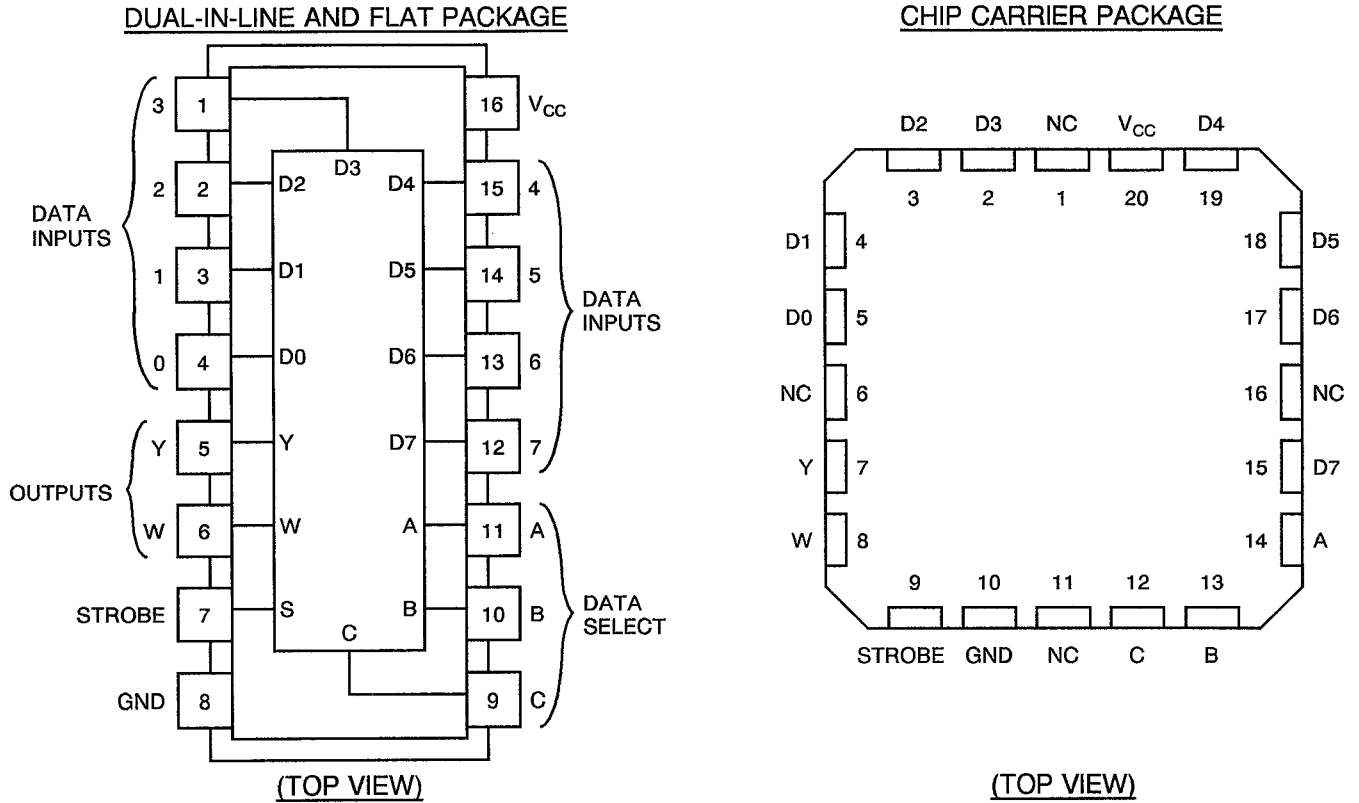 DUAL-IN-LINE AND FLAT PACKAGE
3 1 16 VCC
D3
2 2 D2 D4 15 4
DATA
INPUTS
1 3 D1 D5 14 5
DATA
INPUTS
0 4 D0 D6 13 6
Y 5 Y D7 12 7
OUTPUTS
W 6 W A 11 A
STROBE 7 S B 10 B
DATA
SELECT
C
GND 8 9 C
(TOP VIEW)
CHIP CARRIER PACKAGE
D2 D3 NC VCC D4
3 2 1 20 19
D1 4 18 D5
D0 5 17 D6
NC 6 16 NC
Y 7 15 D7
W 8 14 A
9 10 11 12 13
STROBE GND NC C B
(TOP VIEW)